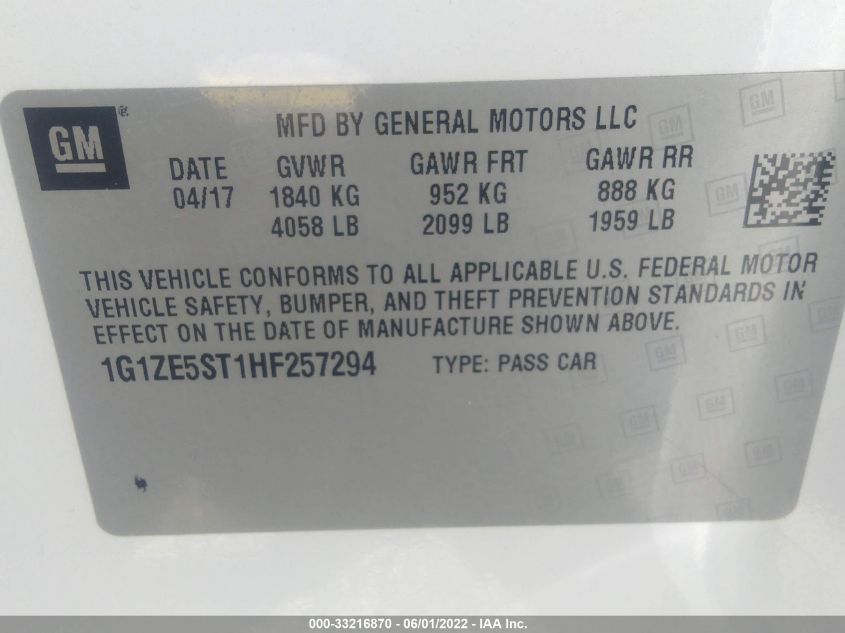 GM
MFD BY GENERAL MOTORS LLC
DATE GVWR GAWR FRT GAWR RR
04/17 1840 KG 952 KG 888 KG
4058 LB 2099 LB 1959 LB
THIS VEHICLE CONFORMS TO ALL APPLICABLE U.S. FEDERAL MOTOR
VEHICLE SAFETY, BUMPER, AND THEFT PREVENTION STANDARDS IN
EFFECT ON THE DATE OF MANUFACTURE SHOWN ABOVE.
1G1ZE5ST1HF257294 TYPE: PASS CAR
000-33216870 - 06/01/2022 - IAA Inc.